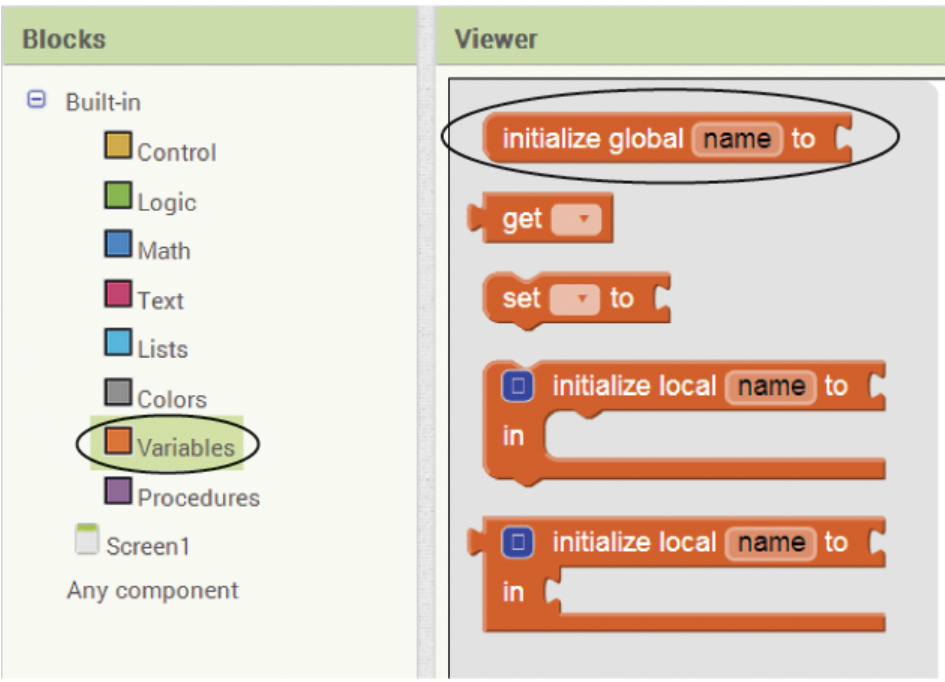 Blocks
Built-in
Control
Logic
Math
Text
Lists
Colors
Variables
Procedures
Screen1
Any component
Viewer
initialize global name to
get
set to
initialize local name to
in
initialize local name to
in